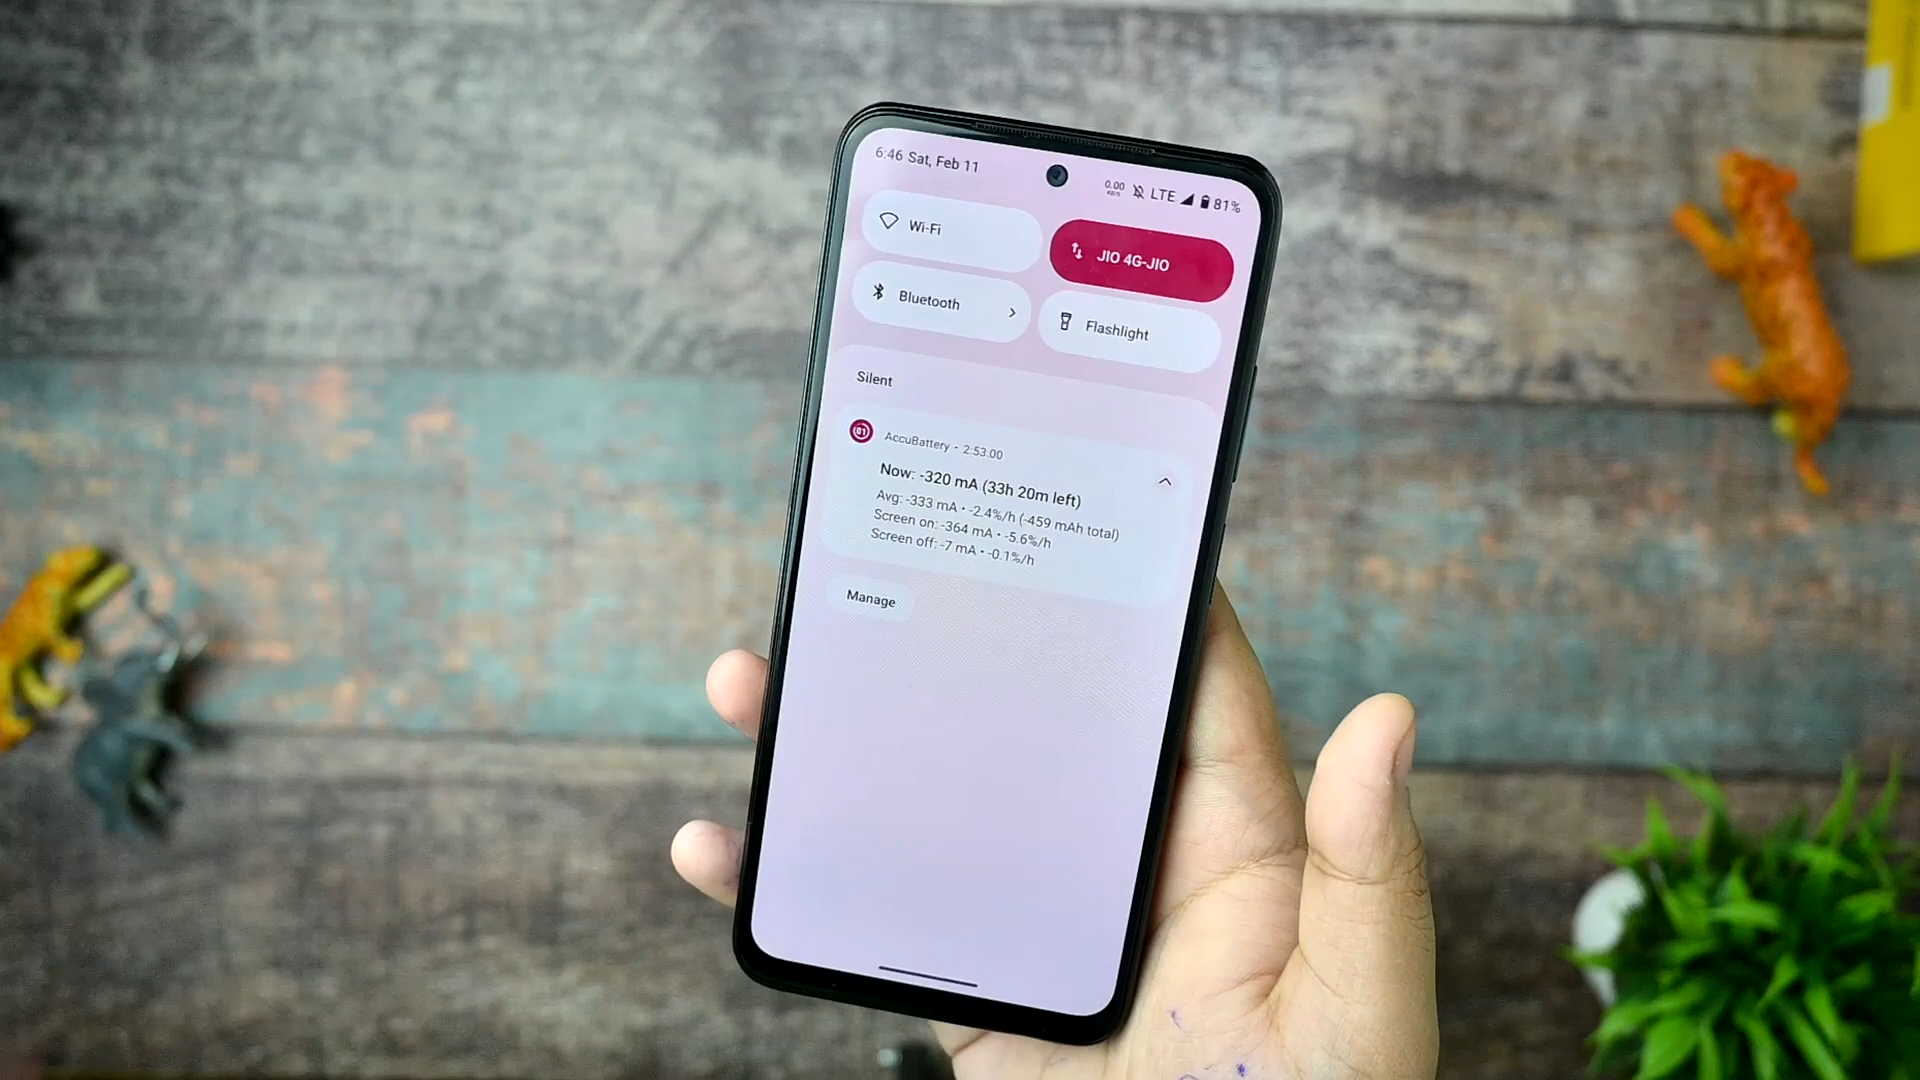 6:46 Sat, Feb 11
0.00 LTE 81%
Wi-Fi
JIO 4G-JIO
Bluetooth
Flashlight
Silent
81
AccuBattery • 2:53:00
Now: -320 mA (33h 20m left)
Avg: -333 mA • -2.4%/h (-459 mAh total)
Screen on: -364 mA • -5.6%/h
Screen off: -7 mA • -0.1%/h
Manage